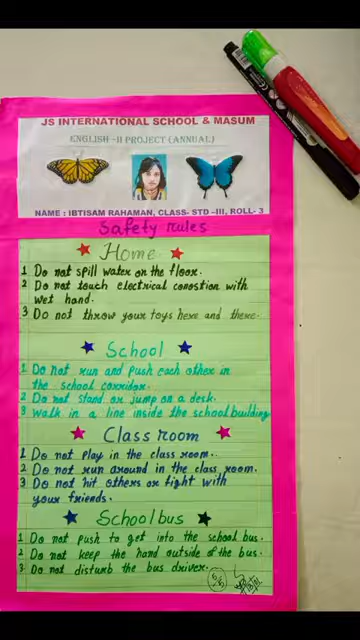 JS INTERNATIONAL SCHOOL & MASUM
ENGLISH -II PROJECT (ANNUAL)
NAME : IBTISAM RAHAMAN, CLASS- STD -III, ROLL- 3
Safety rules
Home
1 Do not spill water on the floor.
2 Do not touch electrical conection with
wet hand.
3 Do not throw your toys here and there.
School
1 Do not run and push each others in
the school corridor.
2 Do not stand or jump on a desk.
3 Walk in a line inside the school building
Class room
1 Do not play in the class room.
2 Do not run around in the class room.
3 Do not hit others or fight with
your friends.
School bus
1 Do not push to get into the school bus.
2 Do not keep the hand outside of the bus.
3 Do not disturb the bus driver.
5/5